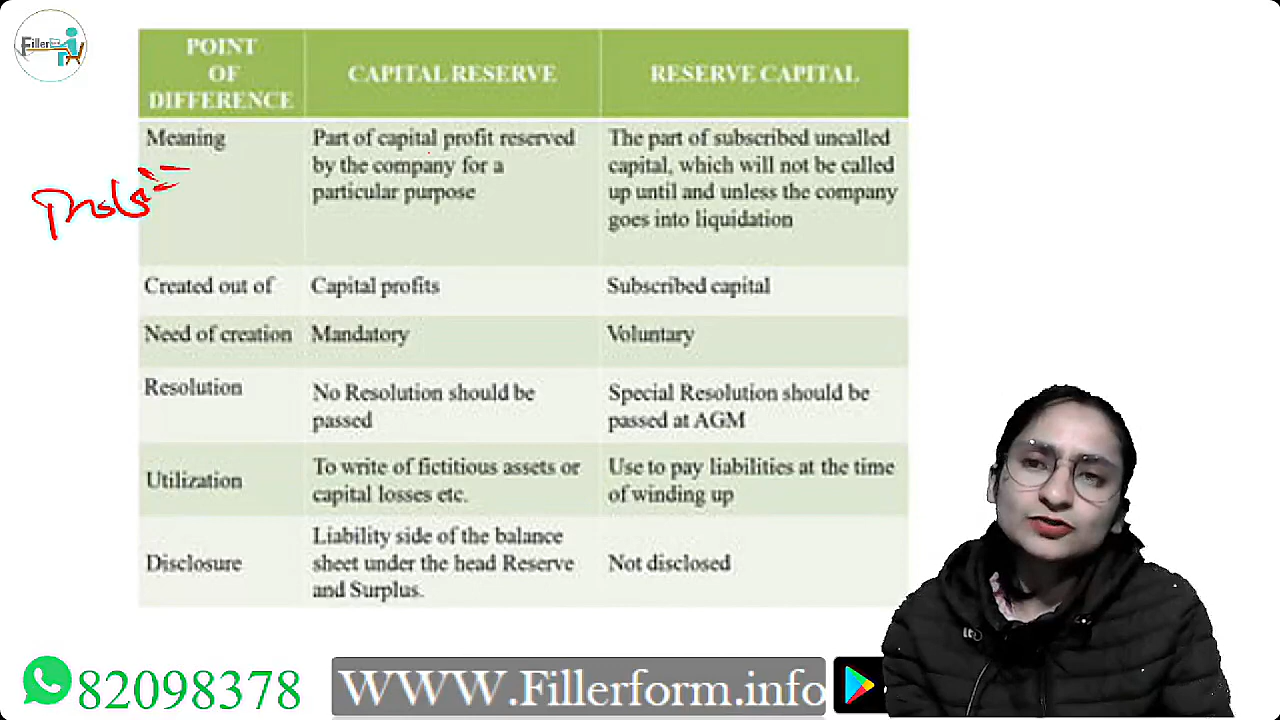 Filler
POINT
OF
DIFFERENCE
CAPITAL RESERVE
RESERVE CAPITAL
Meaning
Part of capital profit reserved
by the company for a
particular purpose
The part of subscribed uncalled
capital, which will not be called
up until and unless the company
goes into liquidation
Created out of
Capital profits
Subscribed capital
Need of creation
Mandatory
Voluntary
Resolution
No Resolution should be
passed
Special Resolution should be
passed at AGM
Utilization
To write of fictitious assets or
capital losses etc.
Use to pay liabilities at the time
of winding up
Disclosure
Liability side of the balance
sheet under the head Reserve
and Surplus.
Not disclosed
82098378
WWW.Fillerform.info